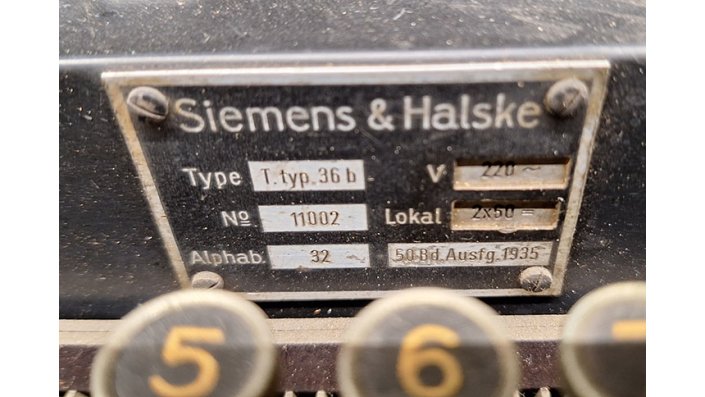 Siemens & Halske
Type T.typ.36 b V 220 ~
№ 11002 Lokal 2x50 =
Alphab. 32 ~ 50 Bd. Ausfg. 1935
5 6